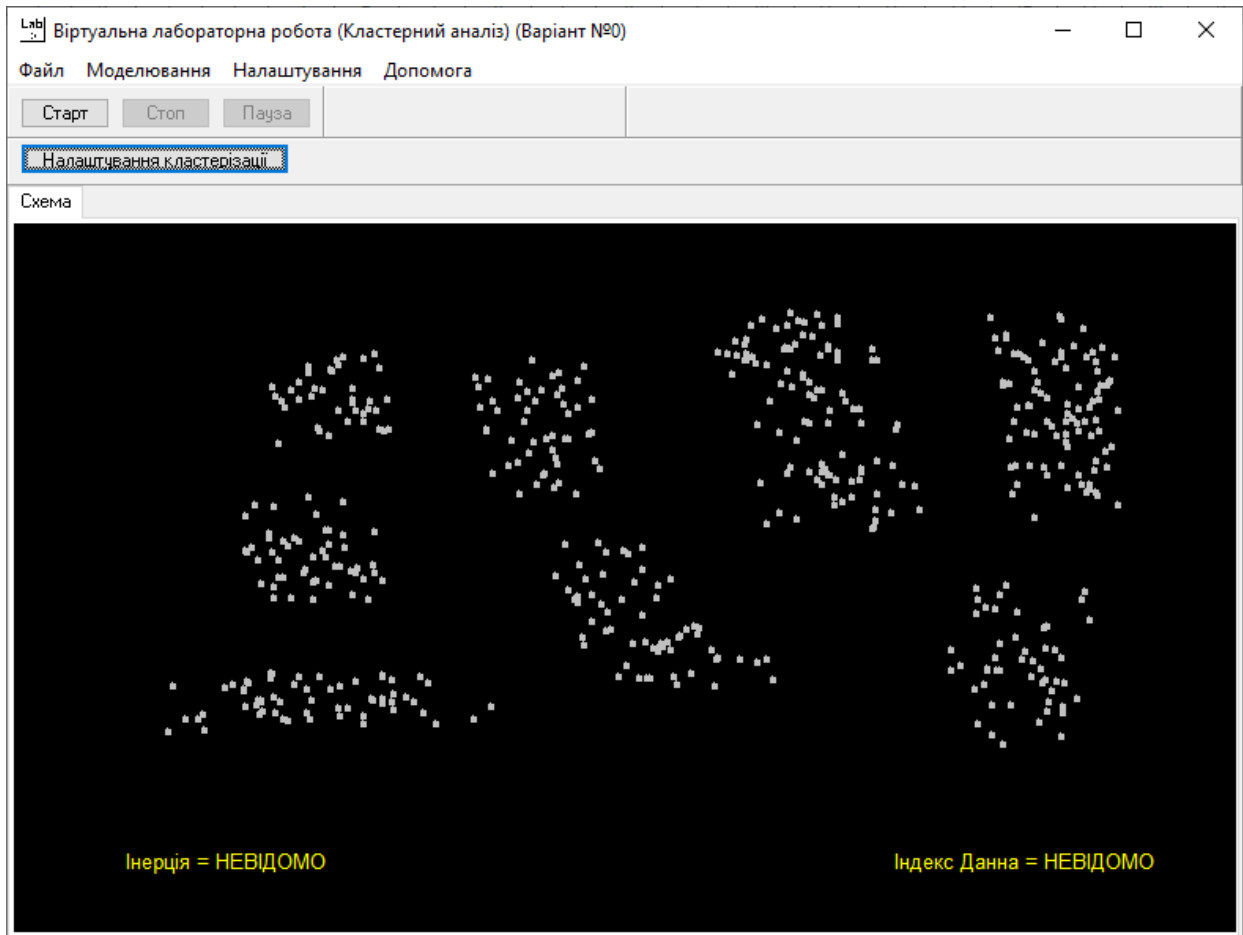 Lab
Віртуальна лабораторна робота (Кластерний аналіз) (Варіант №0)
Файл Моделювання Налаштування Допомога
Старт Стоп Пауза
Налаштування кластерізації
Схема
Інерція = НЕВІДОМО Індекс Данна = НЕВІДОМО